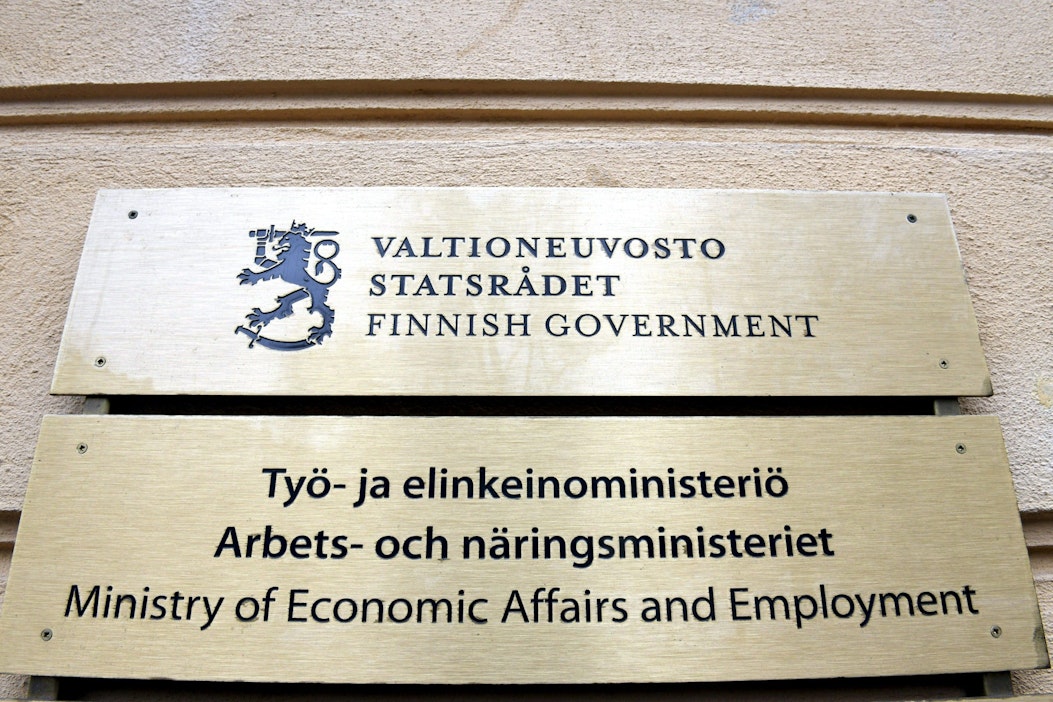 VALTIONEUVOSTO
STATSRÅDET
FINNISH GOVERNMENT
Työ- ja elinkeinoministeriö
Arbets- och näringsministeriet
Ministry of Economic Affairs and Employment